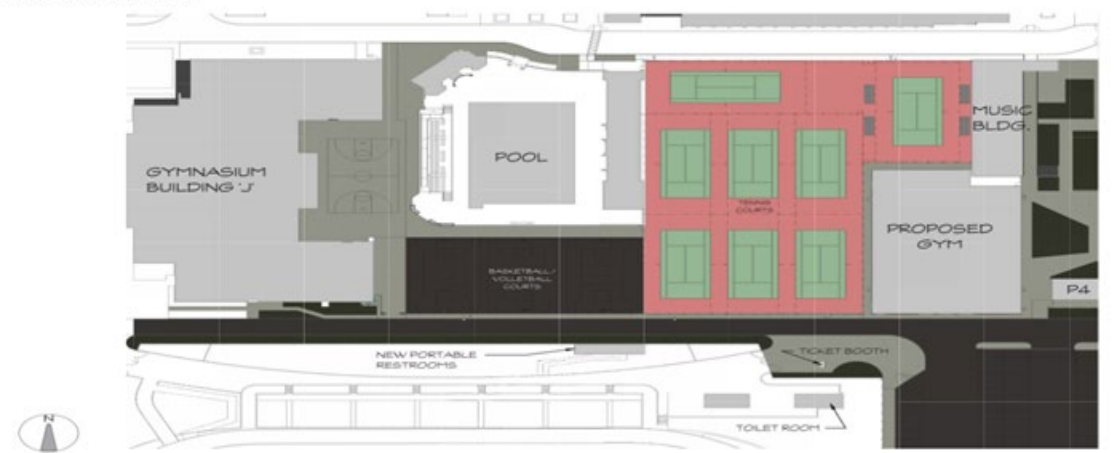 MUSIC
BLDG.
GYMNASIUM
BUILDING 'J'
POOL
TENNIS
COURTS
PROPOSED
GYM
BASKETBALL/
VOLLEYBALL
COURTS
P4
NEW PORTABLE
RESTROOMS
TICKET BOOTH
TOILET ROOM
N